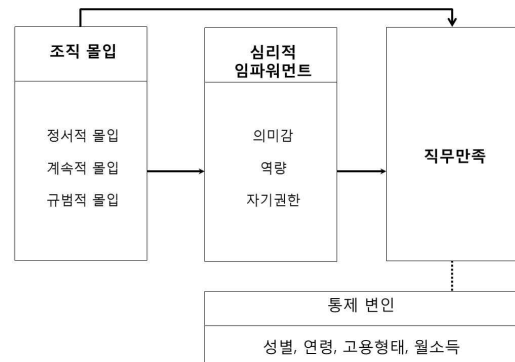 조직 몰입
정서적 몰입
계속적 몰입
규범적 몰입
심리적
임파워먼트
의미감
역량
자기권한
직무만족
통제 변인
성별, 연령, 고용형태, 월소득